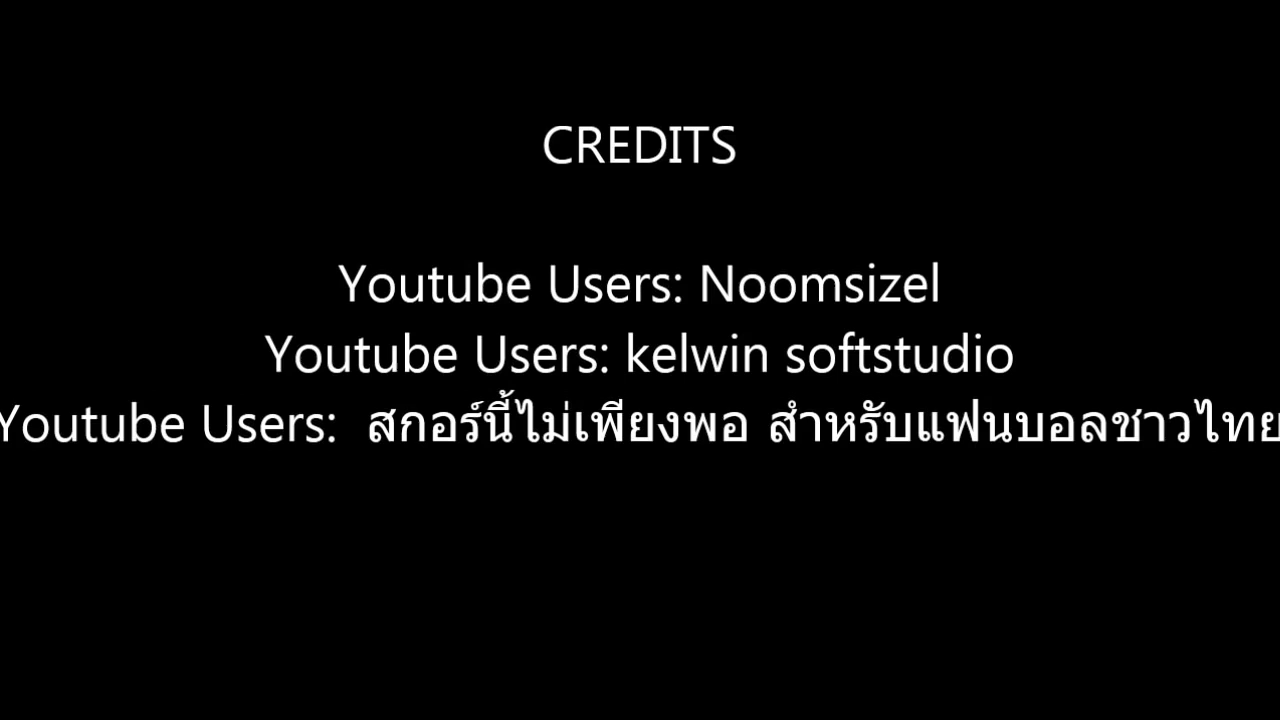 CREDITS
Youtube Users: Noomsizel
Youtube Users: kelwin softstudio
Youtube Users:  สกอร์นี้ไม่เพียงพอ สำหรับแฟนบอลชาวไทย